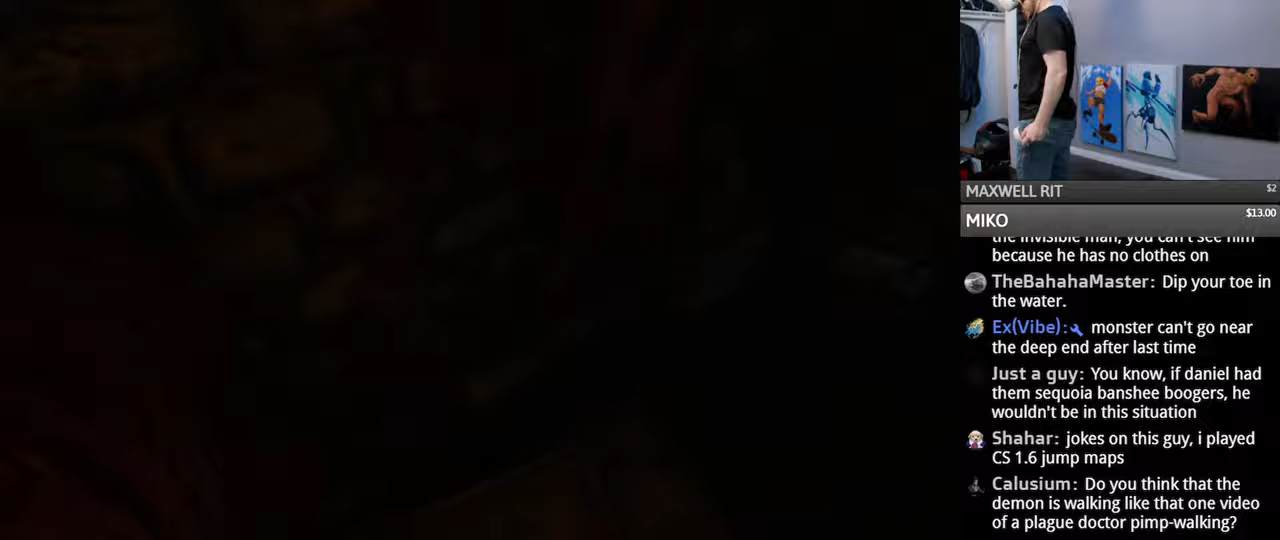 MAXWELL RIT
$2
MIKO
$13.00
the invisible man, you can't see him
because he has no clothes on
TheBahahaMaster: Dip your toe in
the water.
Ex(Vibe): monster can't go near
the deep end after last time
Just a guy: You know, if daniel had
them sequoia banshee boogers, he
wouldn't be in this situation
Shahar: jokes on this guy, i played
CS 1.6 jump maps
Calusium: Do you think that the
demon is walking like that one video
of a plague doctor pimp-walking?